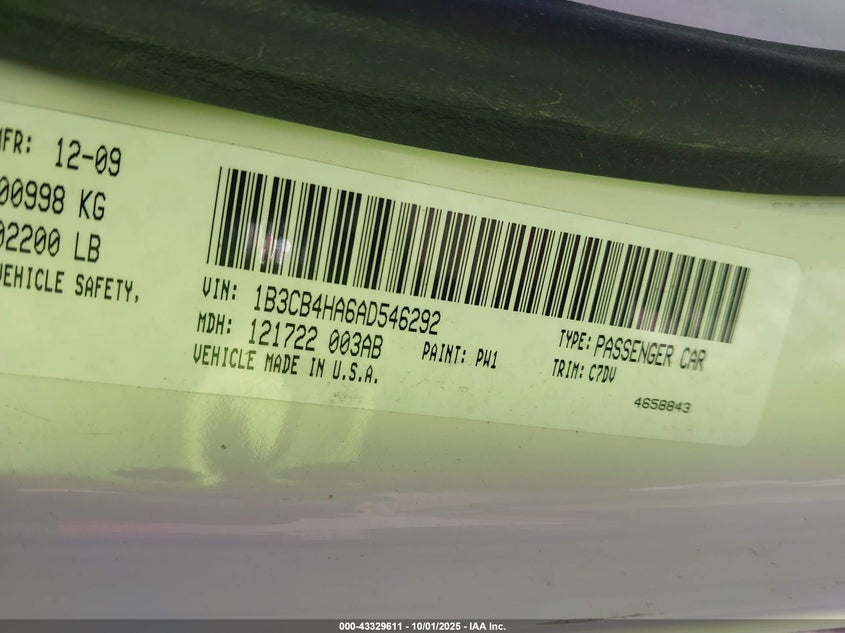 MFR: 12-09
00998 KG
02200 LB
VEHICLE SAFETY,
VIN: 1B3CB4HA6AD546292
MDH: 121722 003AB
PAINT: PW1
VEHICLE MADE IN U.S.A.
TYPE: PASSENGER CAR
TRIM: C7DV
4658843
000-43329611 - 10/01/2025 - IAA Inc.